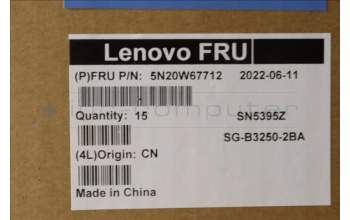 Lenovo FRU
(P)FRU P/N: 5N20W67712 2022-06-11
Quantity: 15 SN5395Z
SG-B3250-2BA
(4L)Origin: CN
Made in China